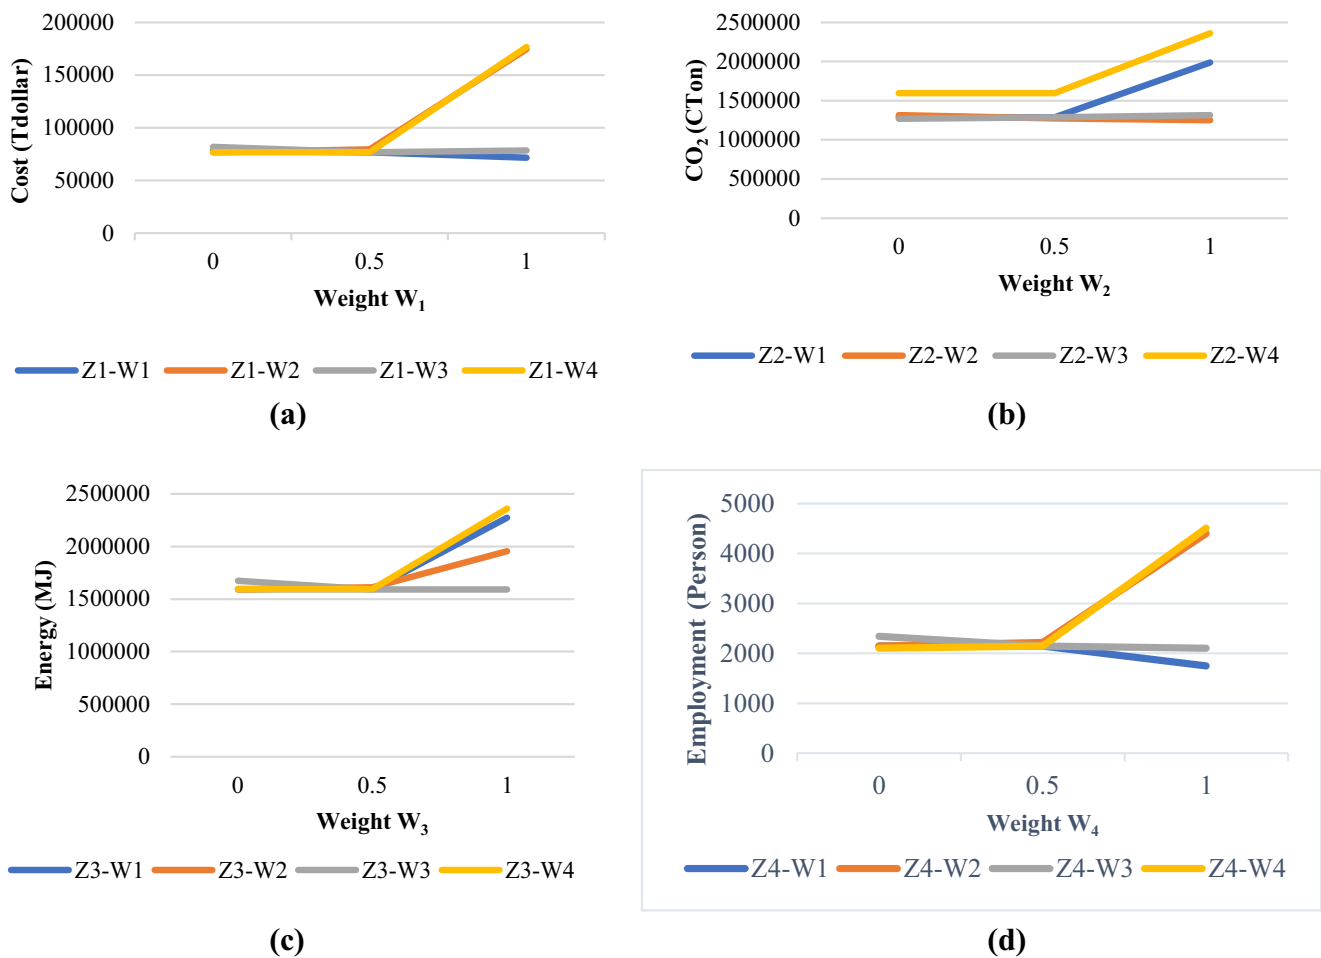 200000
150000
100000
50000
0
Cost (Tdollar)
0 0.5 1
Weight W₁
Z1-W1 Z1-W2 Z1-W3 Z1-W4
(a)
2500000
2000000
1500000
1000000
500000
0
CO₂ (CTon)
0 0.5 1
Weight W₂
Z2-W1 Z2-W2 Z2-W3 Z2-W4
(b)
2500000
2000000
1500000
1000000
500000
0
Energy (MJ)
0 0.5 1
Weight W₃
Z3-W1 Z3-W2 Z3-W3 Z3-W4
(c)
5000
4000
3000
2000
1000
0
Employment (Person)
0 0.5 1
Weight W₄
Z4-W1 Z4-W2 Z4-W3 Z4-W4
(d)